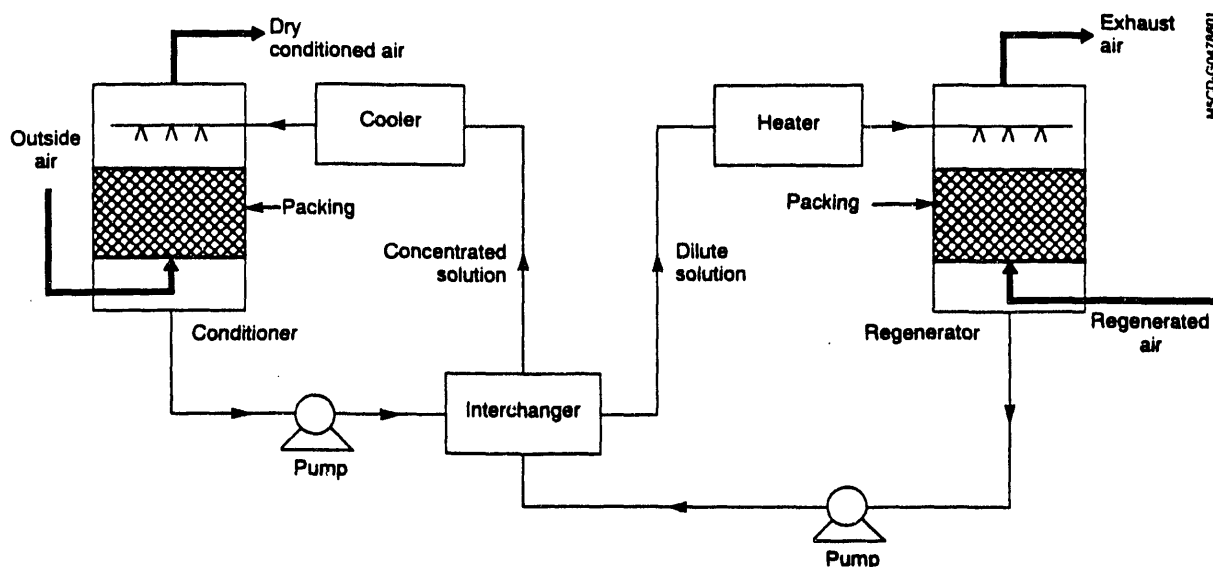 Dry
conditioned air
Exhaust
air
Cooler
Heater
Outside
air
Packing
Packing
Concentrated
solution
Dilute
solution
Conditioner
Regenerator
Regenerated
air
Interchanger
Pump
Pump